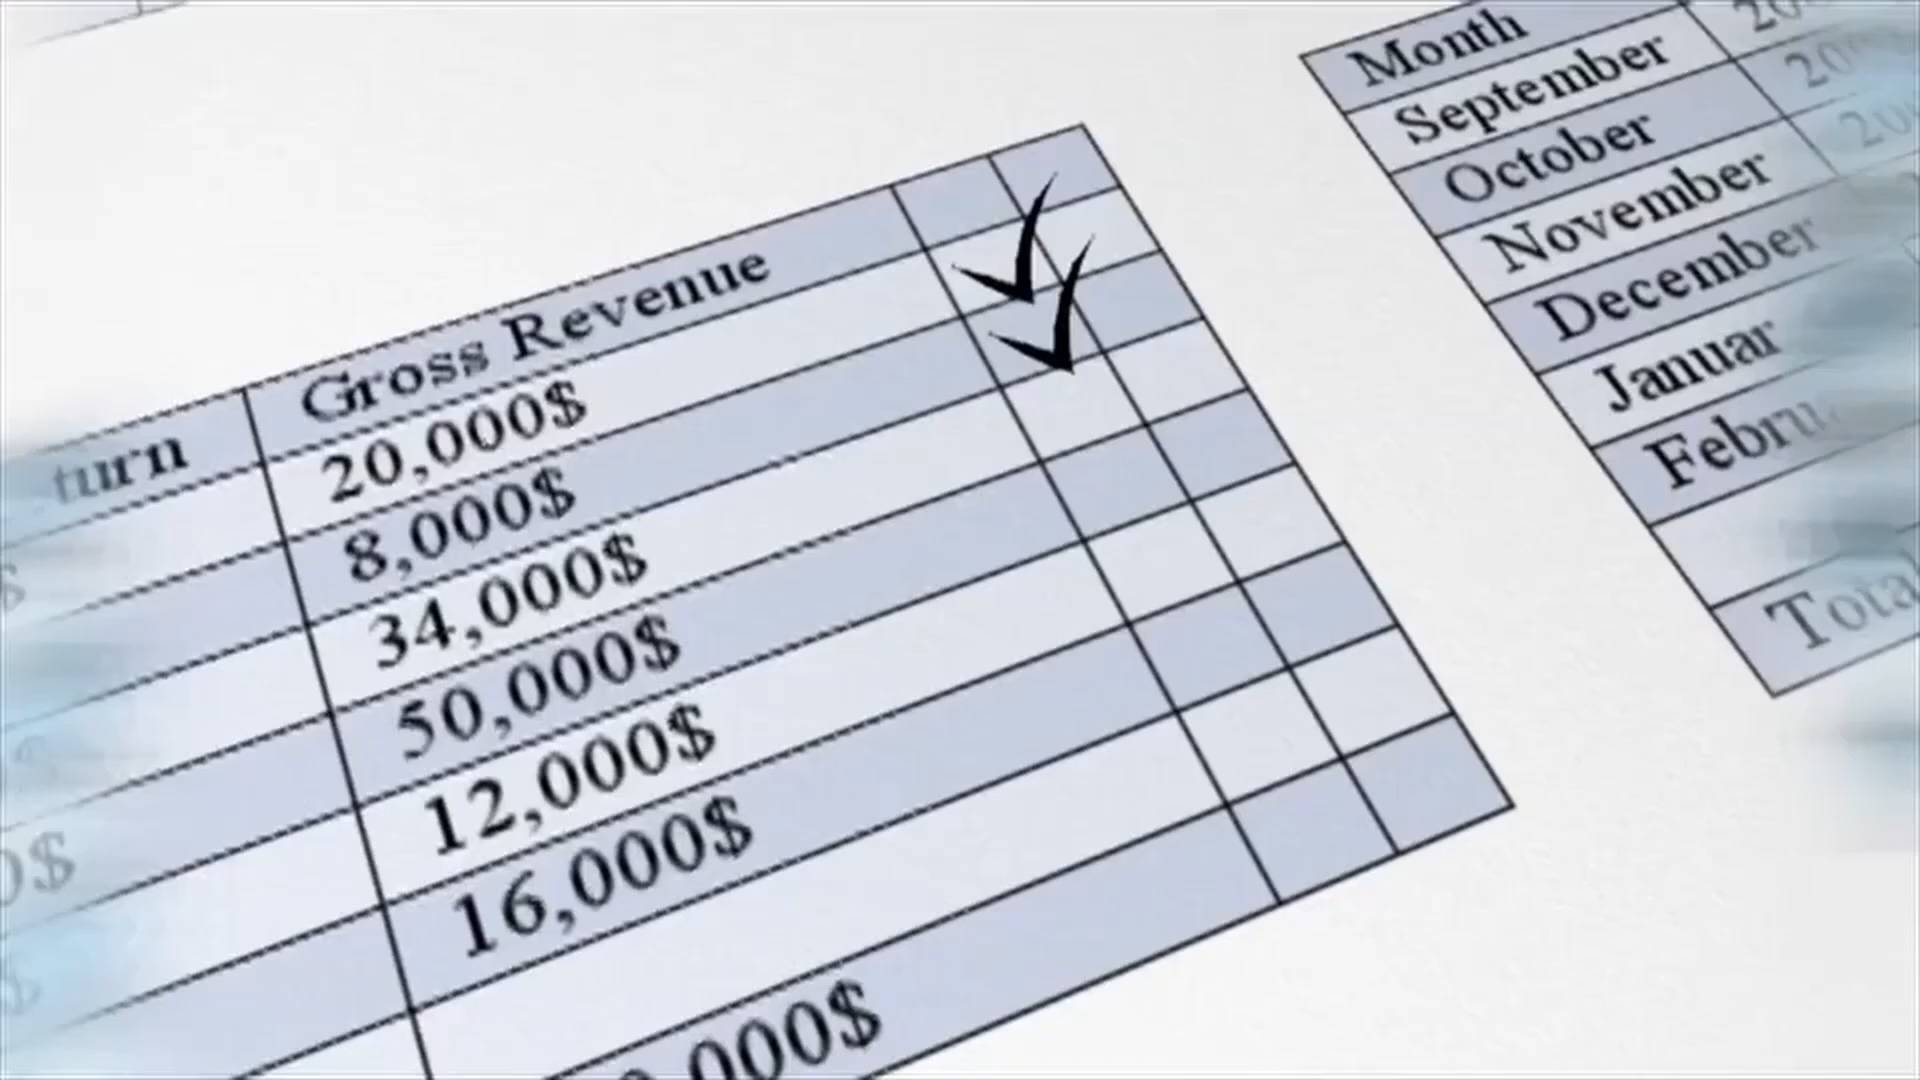 Gross Revenue
20,000$
8,000$
34,000$
50,000$
12,000$
16,000$
Month
September
October
November
December
Januar